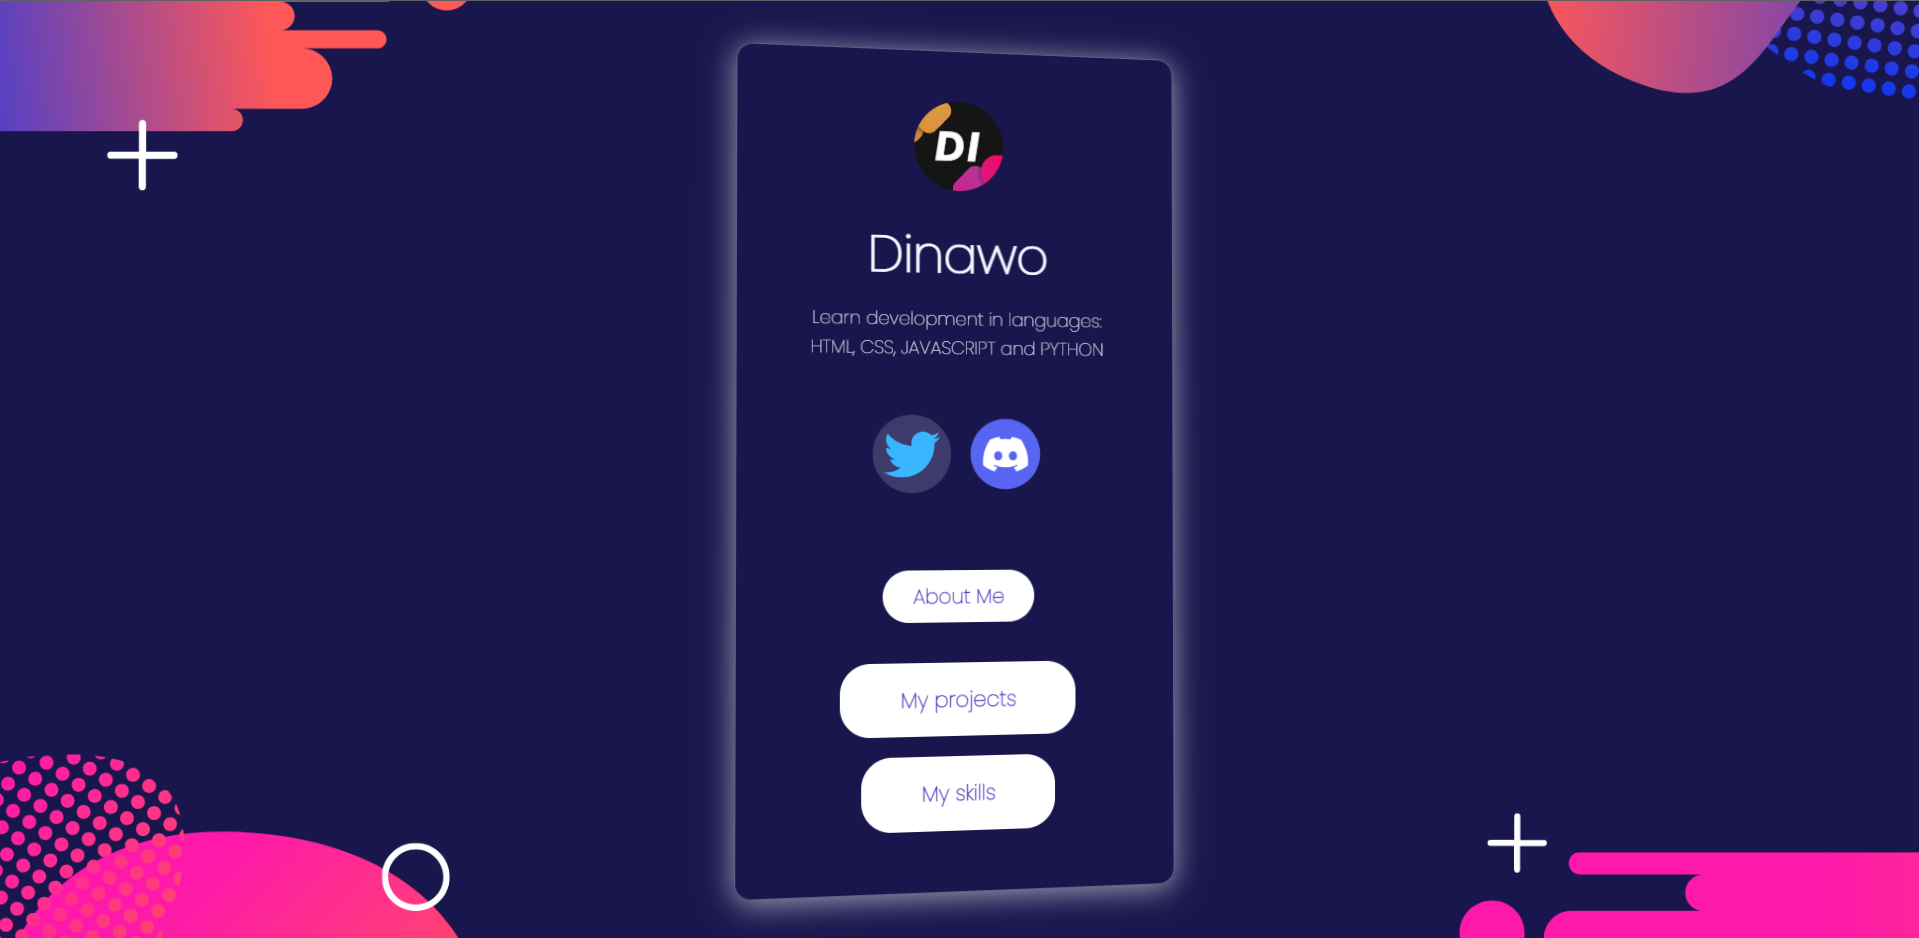 DI
Dinawo
Learn development in languages:
HTML, CSS, JAVASCRIPT and PYTHON
About Me
My projects
My skills